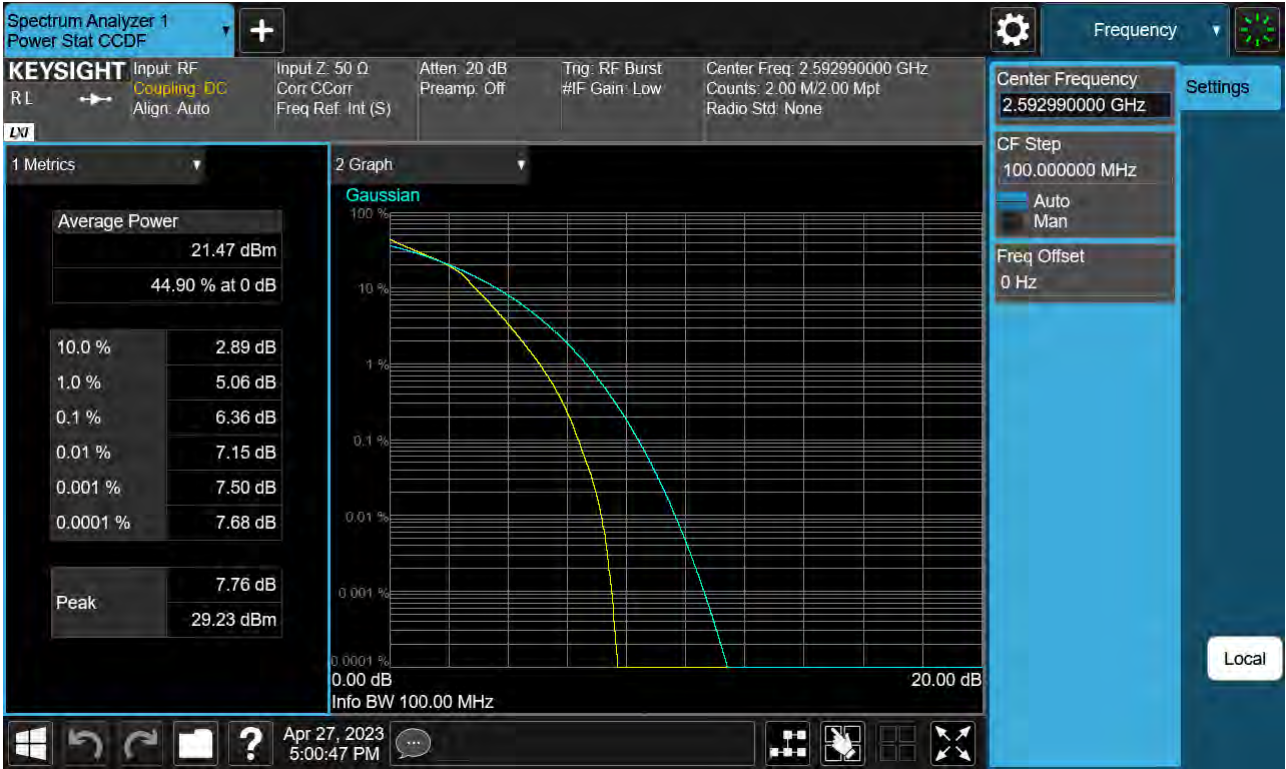 Spectrum Analyzer 1
Power Stat CCDF
Frequency
KEYSIGHT
R L
LXI
Input: RF
Coupling: DC
Align: Auto
Input Z: 50 Ω
Corr CCorr
Freq Ref: Int (S)
Atten: 20 dB
Preamp: Off
Trig: RF Burst
#IF Gain: Low
Center Freq: 2.592990000 GHz
Counts: 2.00 M/2.00 Mpt
Radio Std: None
Center Frequency
2.592990000 GHz
Settings
CF Step
100.000000 MHz
Auto
Man
Freq Offset
0 Hz
Local
1 Metrics
Average Power
21.47 dBm
44.90 % at 0 dB
10.0 % 2.89 dB
1.0 % 5.06 dB
0.1 % 6.36 dB
0.01 % 7.15 dB
0.001 % 7.50 dB
0.0001 % 7.68 dB
Peak
7.76 dB
29.23 dBm
2 Graph
Gaussian
100 %
10 %
1 %
0.1 %
0.01 %
0.001 %
0.0001 %
0.00 dB 20.00 dB
Info BW 100.00 MHz
Apr 27, 2023
5:00:47 PM